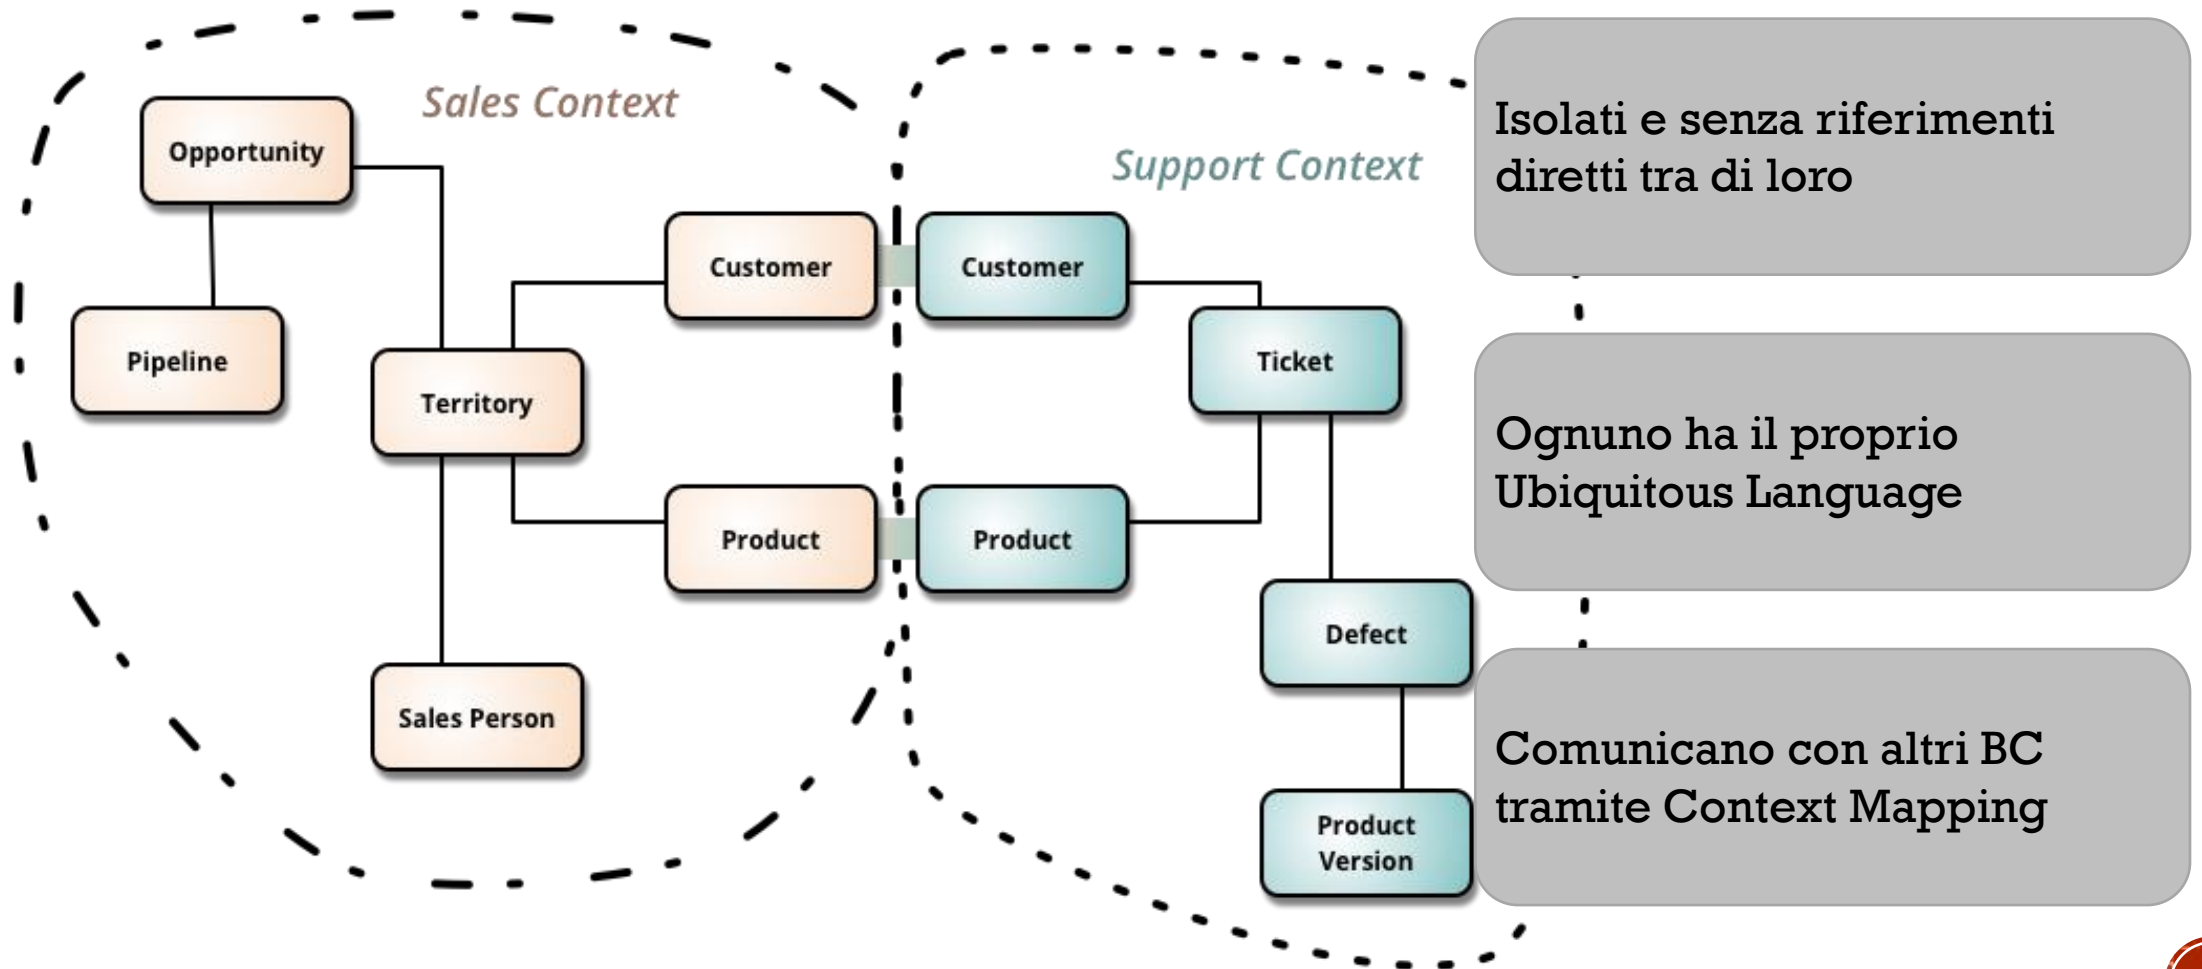 Sales Context
Opportunity
Pipeline
Territory
Sales Person
Customer
Product
Support Context
Customer
Product
Ticket
Defect
Product
Version
Isolati e senza riferimenti
diretti tra di loro
Ognuno ha il proprio
Ubiquitous Language
Comunicano con altri BC
tramite Context Mapping